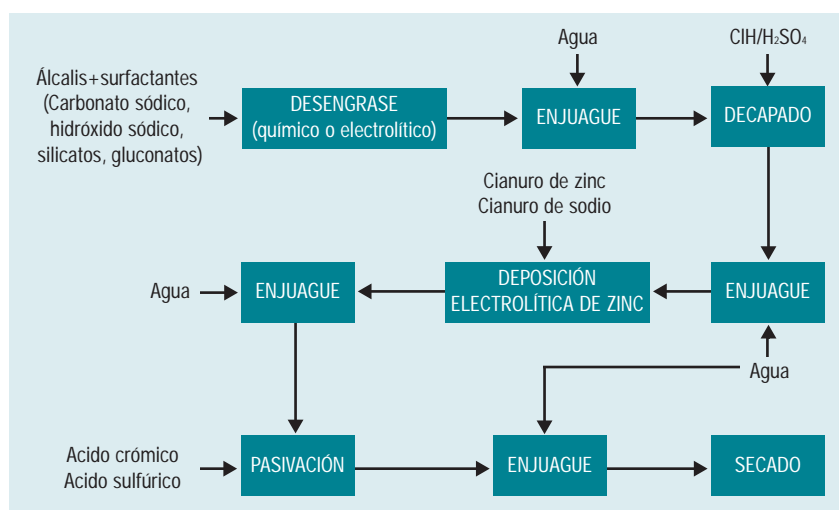 Agua
ClH/H₂SO₄
Álcalis+surfactantes
(Carbonato sódico,
hidróxido sódico,
silicatos, gluconatos)
DESENGRASE
(químico o electrolítico)
ENJUAGUE
DECAPADO
Cianuro de zinc
Cianuro de sodio
Agua
ENJUAGUE
DEPOSICIÓN
ELECTROLÍTICA DE ZINC
ENJUAGUE
Agua
Acido crómico
Acido sulfúrico
PASIVACIÓN
ENJUAGUE
SECADO